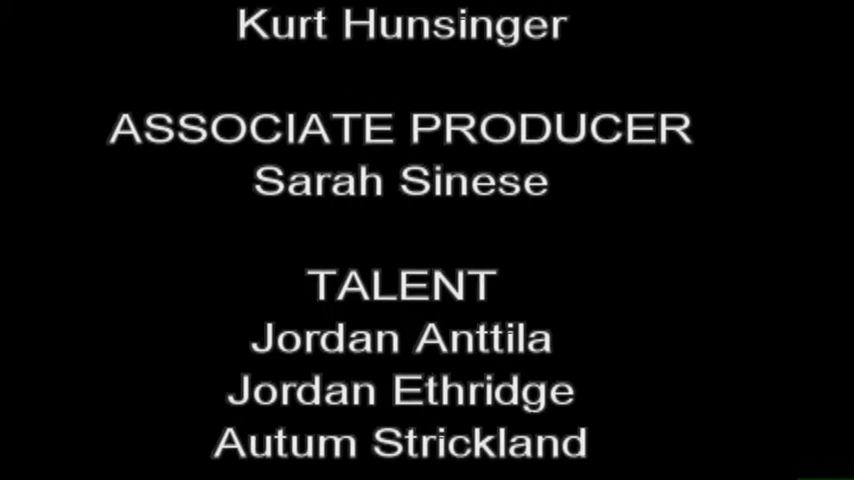 Kurt Hunsinger
ASSOCIATE PRODUCER
Sarah Sinese
TALENT
Jordan Anttila
Jordan Ethridge
Autum Strickland